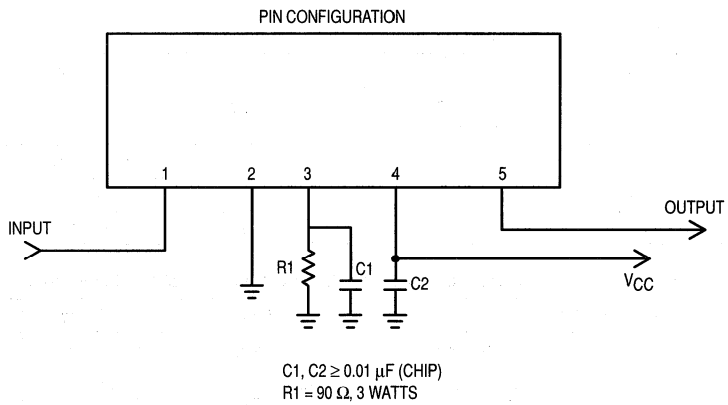 PIN CONFIGURATION
1 2 3 4 5
INPUT
OUTPUT
R1
C1
C2
VCC
C1, C2 ≥ 0.01 μF (CHIP)
R1 = 90 Ω, 3 WATTS